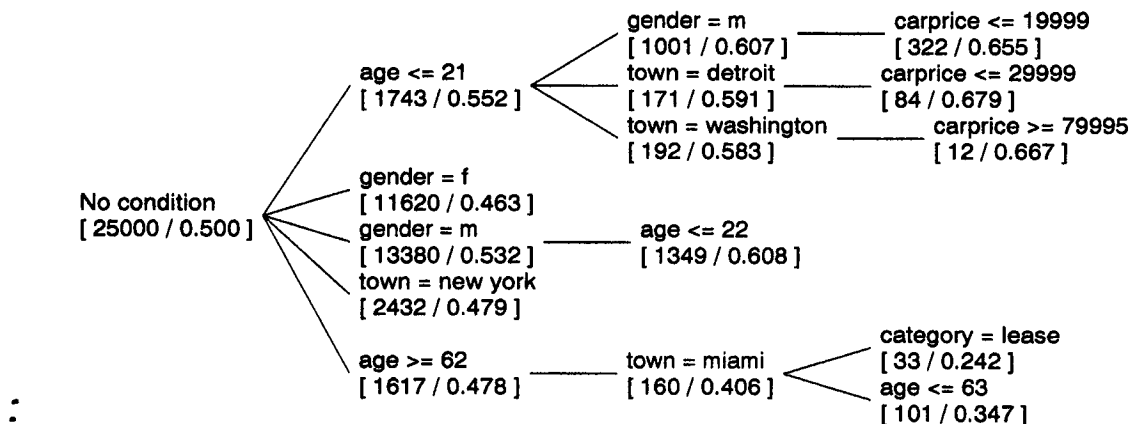 gender = m
[ 1001 / 0.607 ]
carprice <= 19999
[ 322 / 0.655 ]
age <= 21
[ 1743 / 0.552 ]
town = detroit
[ 171 / 0.591 ]
carprice <= 29999
[ 84 / 0.679 ]
town = washington
[ 192 / 0.583 ]
carprice >= 79995
[ 12 / 0.667 ]
No condition
[ 25000 / 0.500 ]
gender = f
[ 11620 / 0.463 ]
gender = m
[ 13380 / 0.532 ]
age <= 22
[ 1349 / 0.608 ]
town = new york
[ 2432 / 0.479 ]
age >= 62
[ 1617 / 0.478 ]
town = miami
[ 160 / 0.406 ]
category = lease
[ 33 / 0.242 ]
age <= 63
[ 101 / 0.347 ]